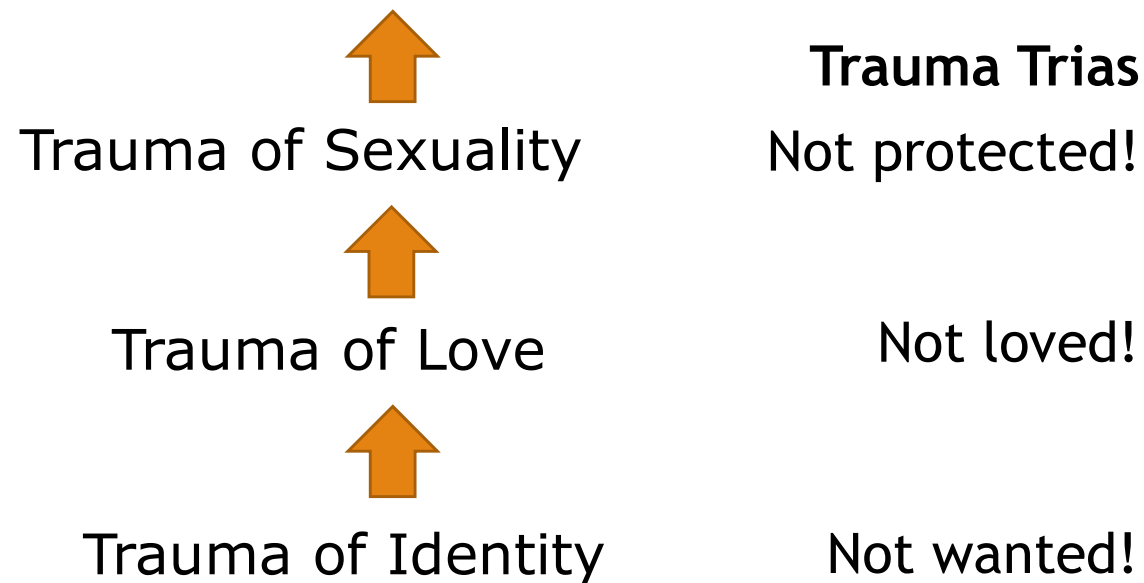 Trauma Trias
Trauma of Sexuality
Not protected!
Trauma of Love
Not loved!
Trauma of Identity
Not wanted!